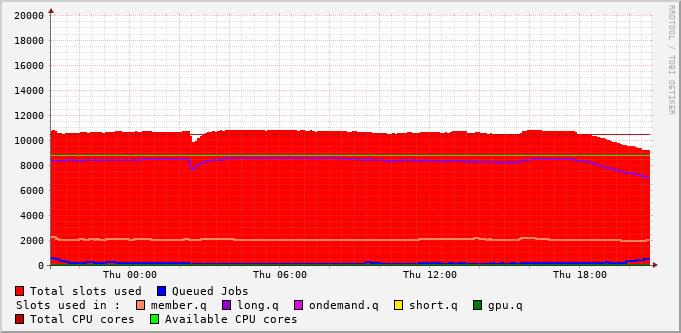 RRDTOOL / TOBI OETIKER
20000
18000
16000
14000
12000
10000
8000
6000
4000
2000
0
Thu 00:00 Thu 06:00 Thu 12:00 Thu 18:00
Total slots used Queued Jobs
Slots used in : member.q long.q ondemand.q short.q gpu.q
Total CPU cores Available CPU cores